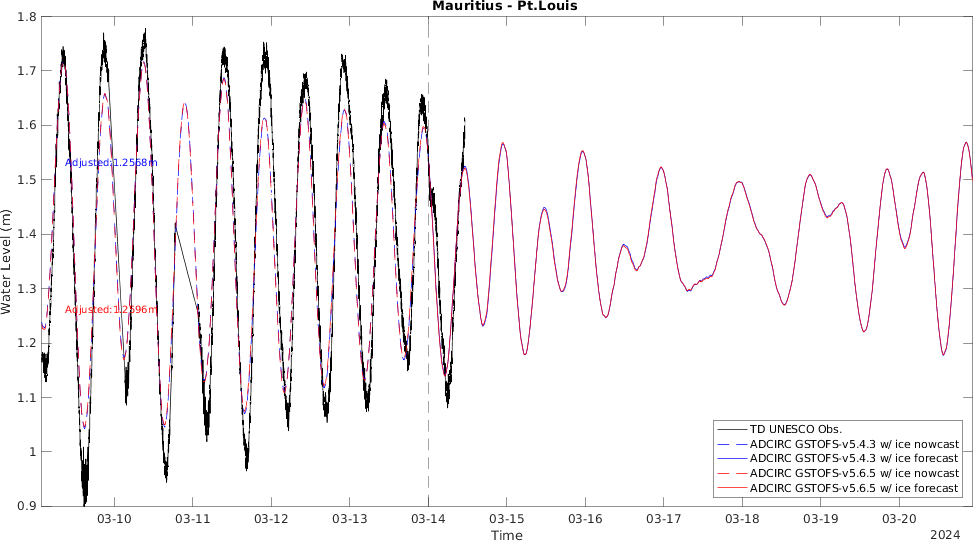 Mauritius - Pt.Louis
Water Level (m)
1.8
1.7
1.6
1.5
1.4
1.3
1.2
1.1
1
0.9
Adjusted:1.2568m
Adjusted:1.2596m
TD UNESCO Obs.
ADCIRC GSTOFS-v5.4.3 w/ ice nowcast
ADCIRC GSTOFS-v5.4.3 w/ ice forecast
ADCIRC GSTOFS-v5.6.5 w/ ice nowcast
ADCIRC GSTOFS-v5.6.5 w/ ice forecast
03-10 03-11 03-12 03-13 03-14 03-15 03-16 03-17 03-18 03-19 03-20
Time
2024